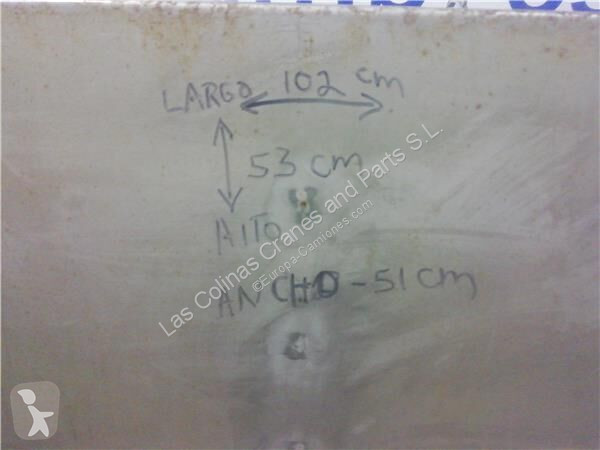 LARGO 102 cm
53 cm
AltO
ANCHO - 51 cm
Las Colinas Cranes and Parts S.L.
©Europa-Camiones.com